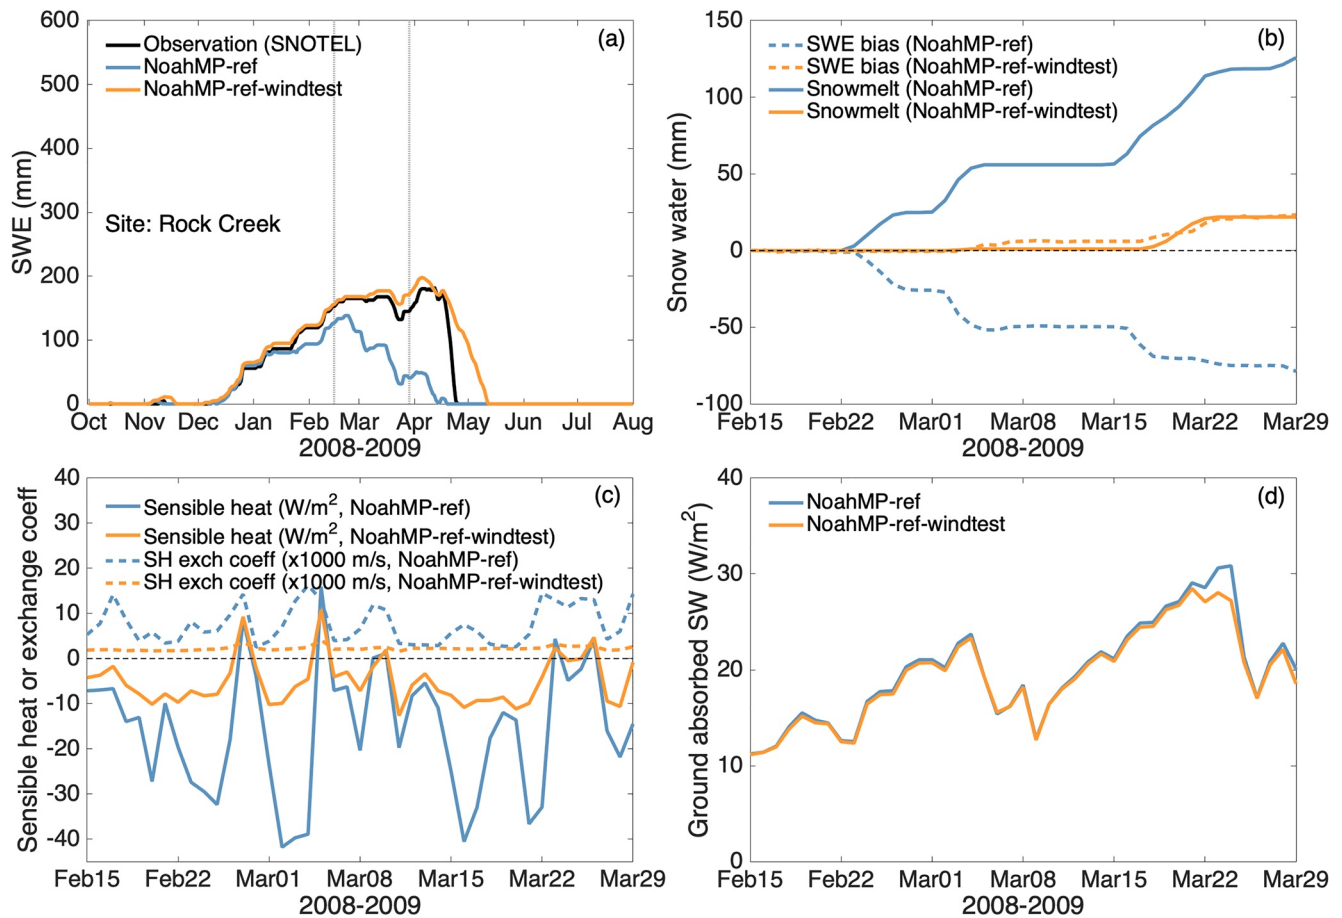 600
500
400
300
200
100
0
SWE (mm)
Observation (SNOTEL)
NoahMP-ref
NoahMP-ref-windtest
(a)
Site: Rock Creek
Oct Nov Dec Jan Feb Mar Apr May Jun Jul Aug
2008-2009
150
100
50
0
-50
-100
Snow water (mm)
SWE bias (NoahMP-ref)
SWE bias (NoahMP-ref-windtest)
Snowmelt (NoahMP-ref)
Snowmelt (NoahMP-ref-windtest)
(b)
Feb15 Feb22 Mar01 Mar08 Mar15 Mar22 Mar29
2008-2009
40
30
20
10
0
-10
-20
-30
-40
Sensible heat or exchange coeff
Sensible heat (W/m2, NoahMP-ref)
Sensible heat (W/m2, NoahMP-ref-windtest)
SH exch coeff (x1000 m/s, NoahMP-ref)
SH exch coeff (x1000 m/s, NoahMP-ref-windtest)
(c)
Feb15 Feb22 Mar01 Mar08 Mar15 Mar22 Mar29
2008-2009
40
30
20
10
0
Ground absorbed SW (W/m2)
NoahMP-ref
NoahMP-ref-windtest
(d)
Feb15 Feb22 Mar01 Mar08 Mar15 Mar22 Mar29
2008-2009